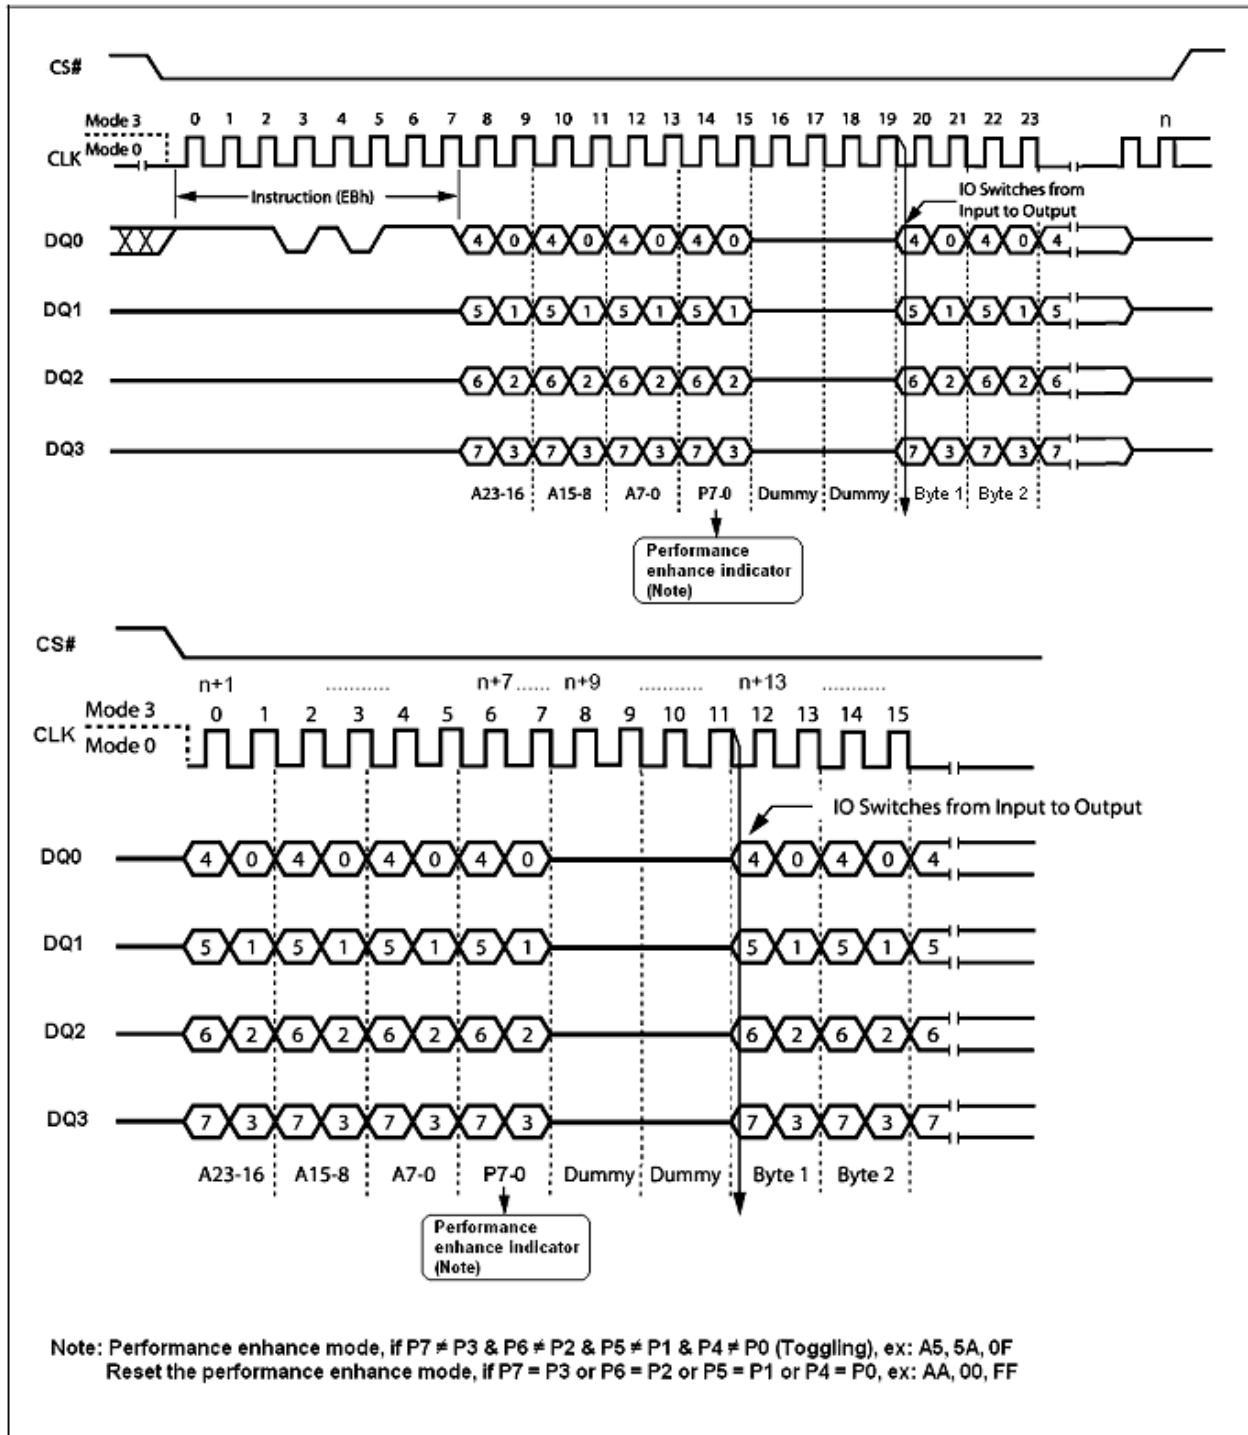 CS#
Mode 3
0 1 2 3 4 5 6 7 8 9 10 11 12 13 14 15 16 17 18 19 20 21 22 23 n
CLK Mode 0
Instruction (EBh)
IO Switches from
Input to Output
DQ0 4 0 4 0 4 0 4 0 4 0 4 0 4
DQ1 5 1 5 1 5 1 5 1 5 1 5 1 5
DQ2 6 2 6 2 6 2 6 2 6 2 6 2 6
DQ3 7 3 7 3 7 3 7 3 7 3 7 3 7
A23-16 A15-8 A7-0 P7-0 Dummy Dummy Byte 1 Byte 2
Performance
enhance indicator
(Note)
CS#
n+1 ........... n+7 ...... n+9 ........... n+13 ...........
Mode 3
0 1 2 3 4 5 6 7 8 9 10 11 12 13 14 15
CLK
Mode 0
IO Switches from Input to Output
DQ0 4 0 4 0 4 0 4 0 4 0 4 0 4
DQ1 5 1 5 1 5 1 5 1 5 1 5 1 5
DQ2 6 2 6 2 6 2 6 2 6 2 6 2 6
DQ3 7 3 7 3 7 3 7 3 7 3 7 3 7
A23-16 A15-8 A7-0 P7-0 Dummy Dummy Byte 1 Byte 2
Performance
enhance indicator
(Note)
Note: Performance enhance mode, if P7 ≠ P3 & P6 ≠ P2 & P5 ≠ P1 & P4 ≠ P0 (Toggling), ex: A5, 5A, 0F
Reset the performance enhance mode, if P7 = P3 or P6 = P2 or P5 = P1 or P4 = P0, ex: AA, 00, FF